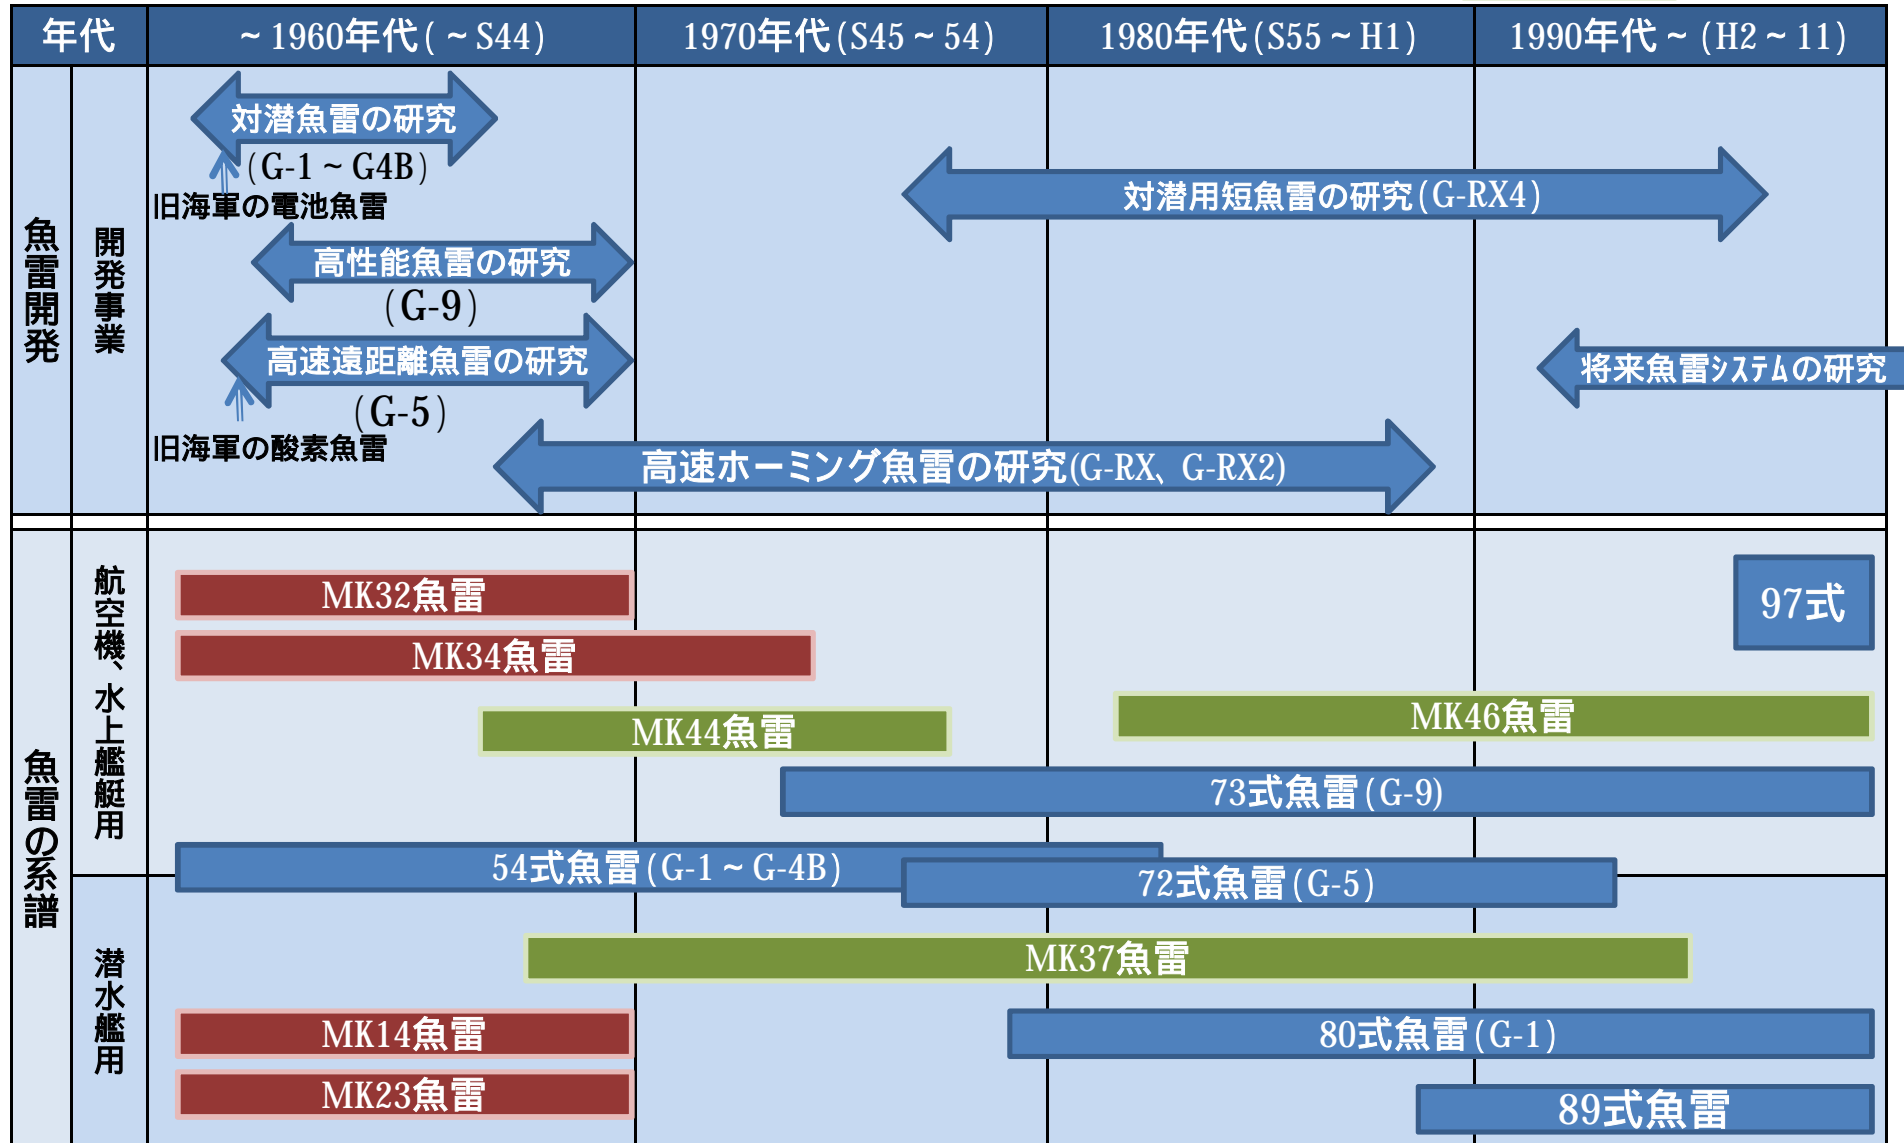 年代
~ 1960年代( ~ S44)
1970年代(S45 ~ 54)
1980年代(S55 ~ H1)
1990年代 ~ (H2 ~ 11)
魚雷開発
開発事業
対潜魚雷の研究
(G-1 ~ G4B)
旧海軍の電池魚雷
対潜用短魚雷の研究(G-RX4)
高性能魚雷の研究
(G-9)
高速遠距離魚雷の研究
(G-5)
旧海軍の酸素魚雷
将来魚雷ｼｽﾃﾑの研究
高速ホーミング魚雷の研究(G-RX、G-RX2)
魚雷の系譜
航空機、水上艦艇用
MK32魚雷
97式
MK34魚雷
MK44魚雷
MK46魚雷
73式魚雷(G-9)
54式魚雷(G-1 ~ G-4B)
72式魚雷(G-5)
潜水艦用
MK37魚雷
MK14魚雷
80式魚雷(G-1)
MK23魚雷
89式魚雷